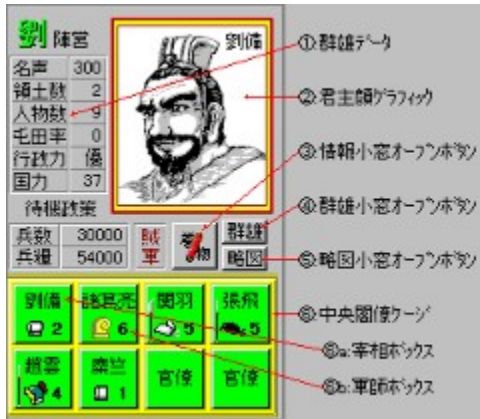 劉 陣営
劉備
名声 300
領土数 2
人物数 9
毛田率 0
行政力 優
国力 37
待機政策
兵数 30000
兵糧 54000
賊軍
群雄
略図
劉備 2
諸葛亮 6
関羽 5
張飛 5
趙雲 4
糜竺 1
官僚
官僚
①:群雄データ
②:君主顔グラフィック
③:情報小窓オープンボタン
④:群雄小窓オープンボタン
⑤:略図小窓オープンボタン
⑥:中央閣僚ケージ
⑥a:宰相ボックス
⑥b:軍師ボックス